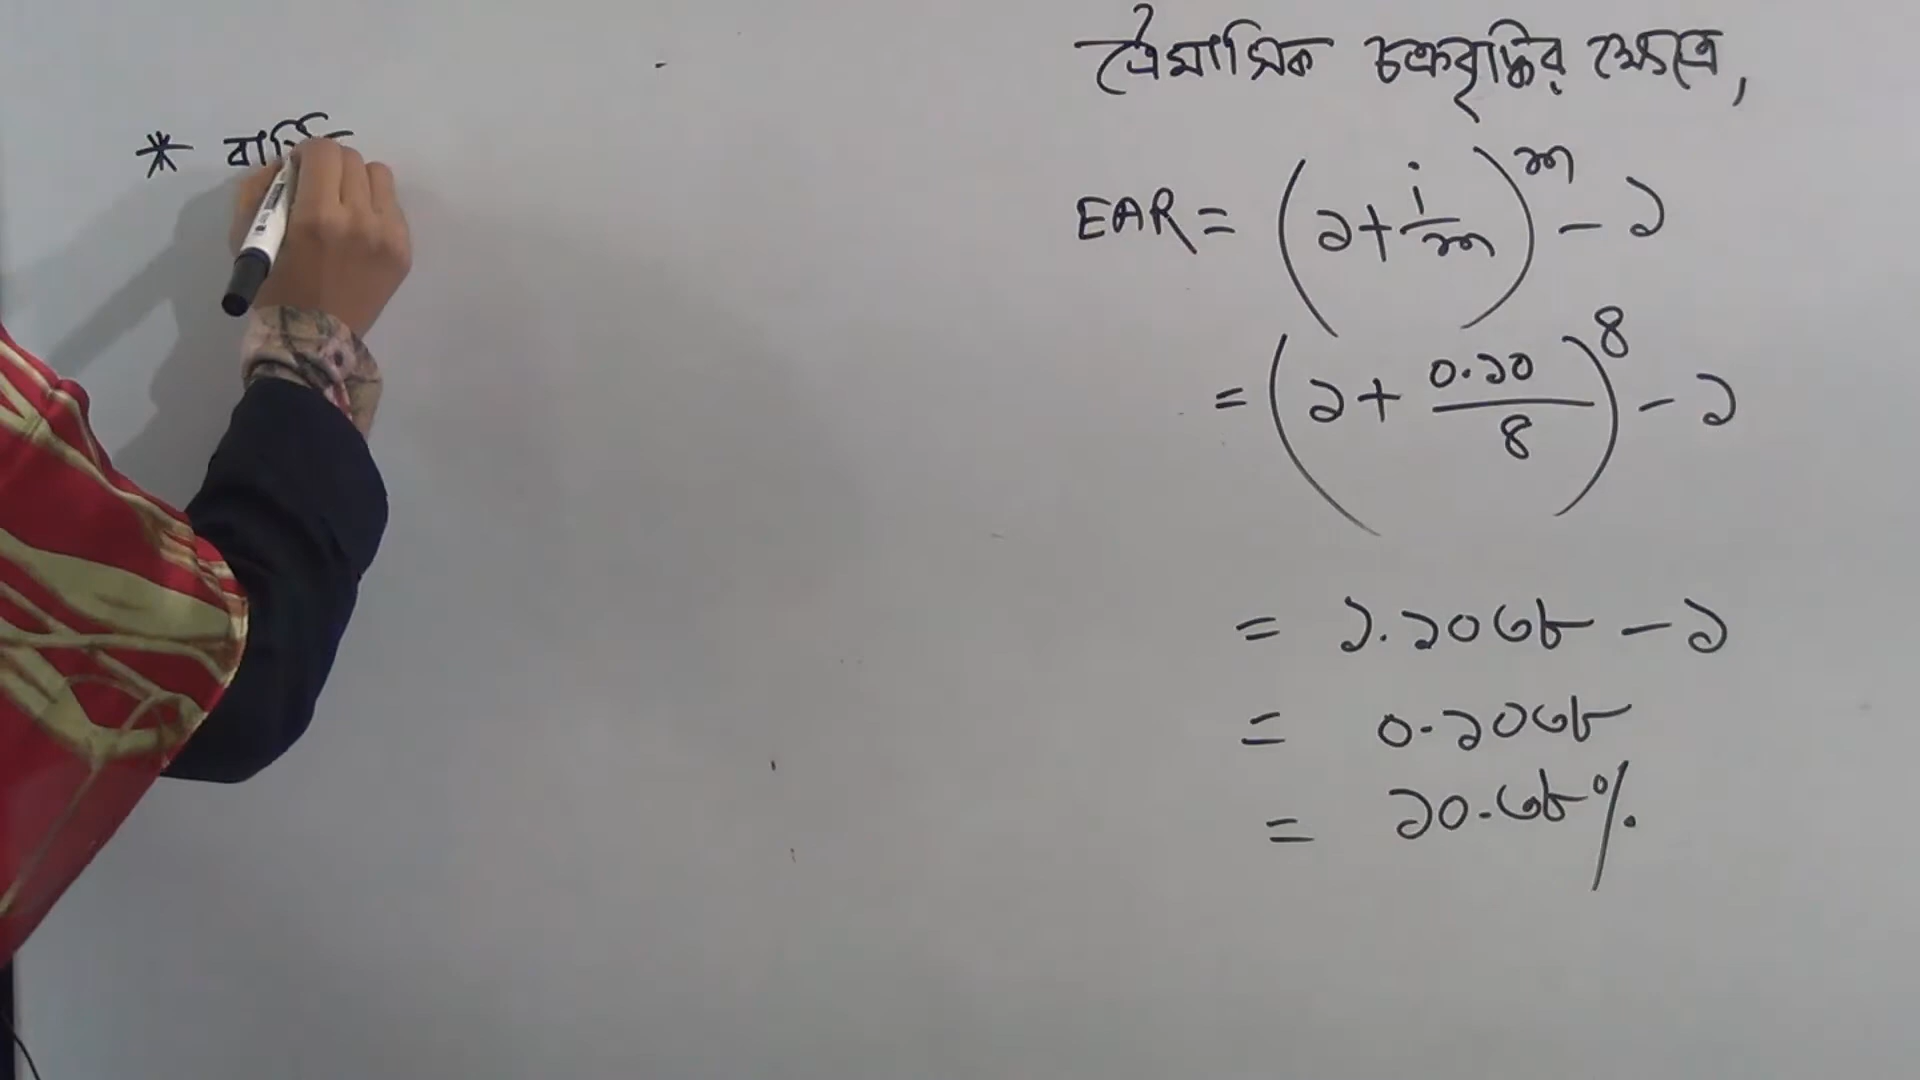 * বার্ষি
ত্রৈমাসিক চক্রবৃদ্ধির ক্ষেত্রে,
EAR = (১ + i/m)^m - ১
= (১ + ০.১০/৪)^৪ - ১
= ১.১০৩৮ - ১
= ০.১০৩৮
= ১০.৩৮%